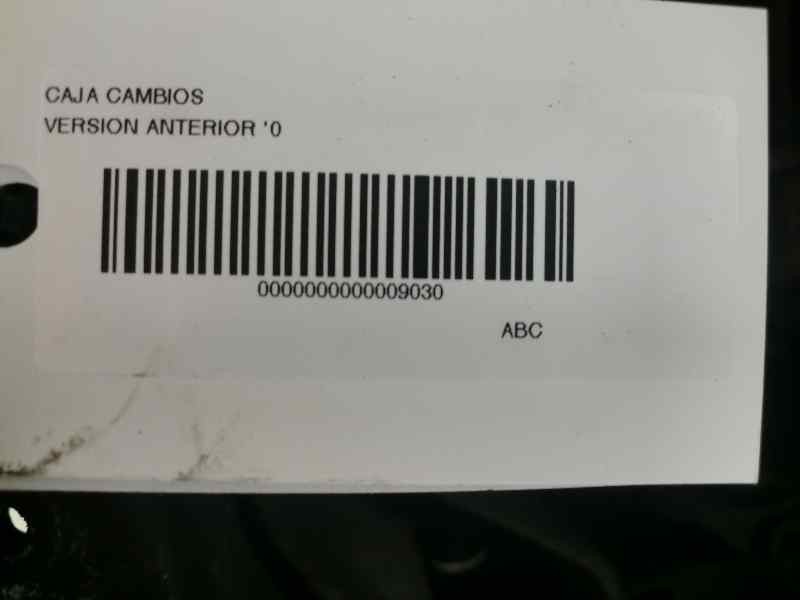 CAJA CAMBIOS
VERSION ANTERIOR '0
0000000000009030
ABC